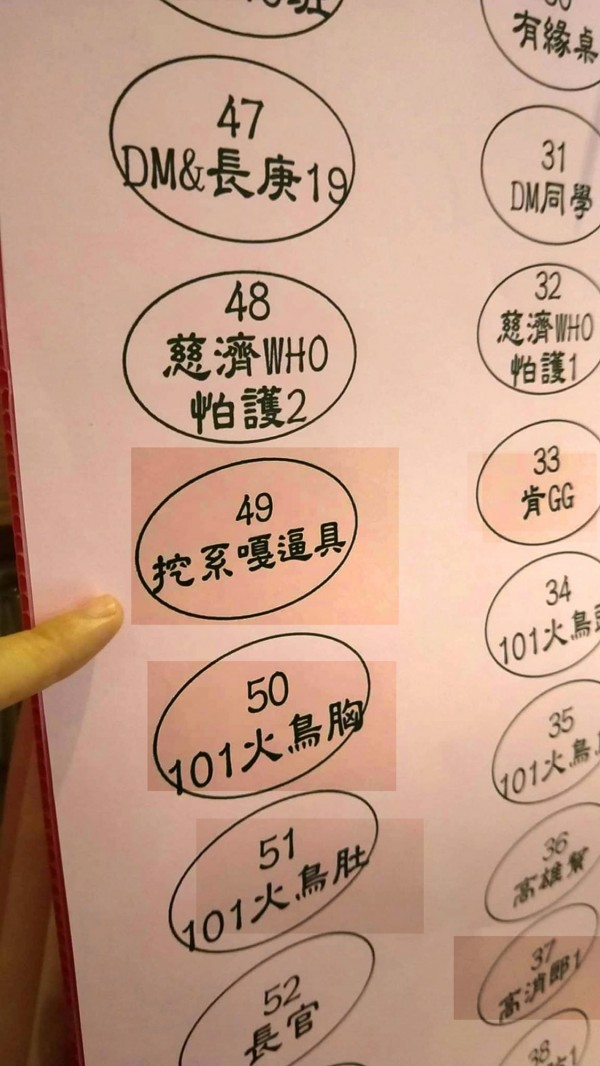 47
DM&長庚19
48
慈濟WHO
怕護2
49
挖系嘎逼具
50
101火鳥胸
51
101火鳥肚
52
長官
有緣桌
31
DM同學
32
慈濟WHO
怕護1
33
肯GG
34
101火鳥
35
101火鳥
36
高雄幫
37
高消郎1
38